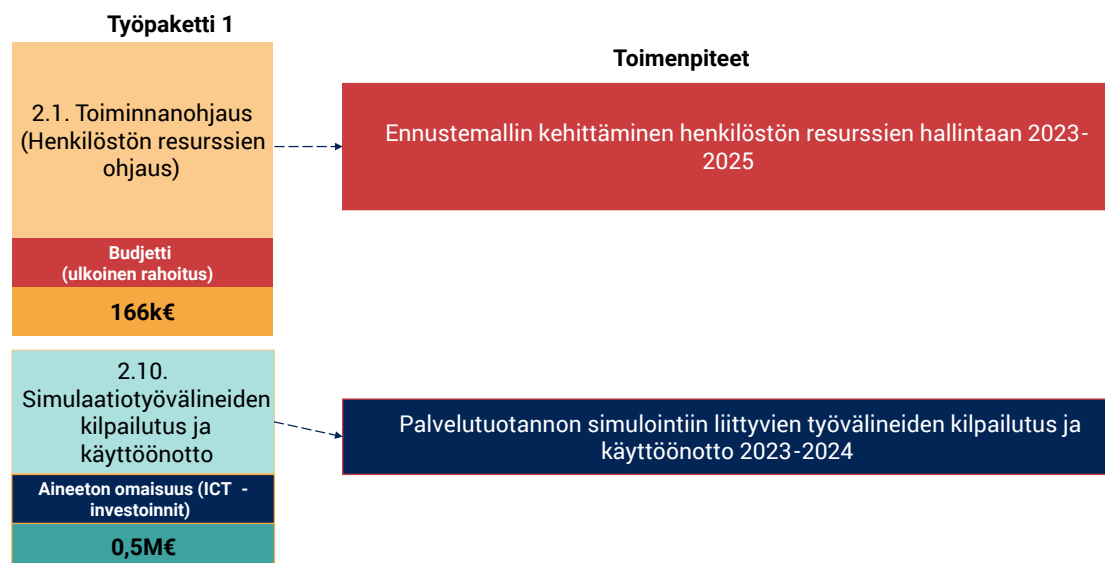 Työpaketti 1
2.1. Toiminnanohjaus
(Henkilöstön resurssien
ohjaus)
Budjetti
(ulkoinen rahoitus)
166k€
Toimenpiteet
Ennustemallin kehittäminen henkilöstön resurssien hallintaan 2023-
2025
2.10.
Simulaatiotyövälineiden
kilpailutus ja
käyttöönotto
Aineeton omaisuus (ICT -
investoinnit)
0,5M€
Palvelutuotannon simulointiin liittyvien työvälineiden kilpailutus ja
käyttöönotto 2023-2024